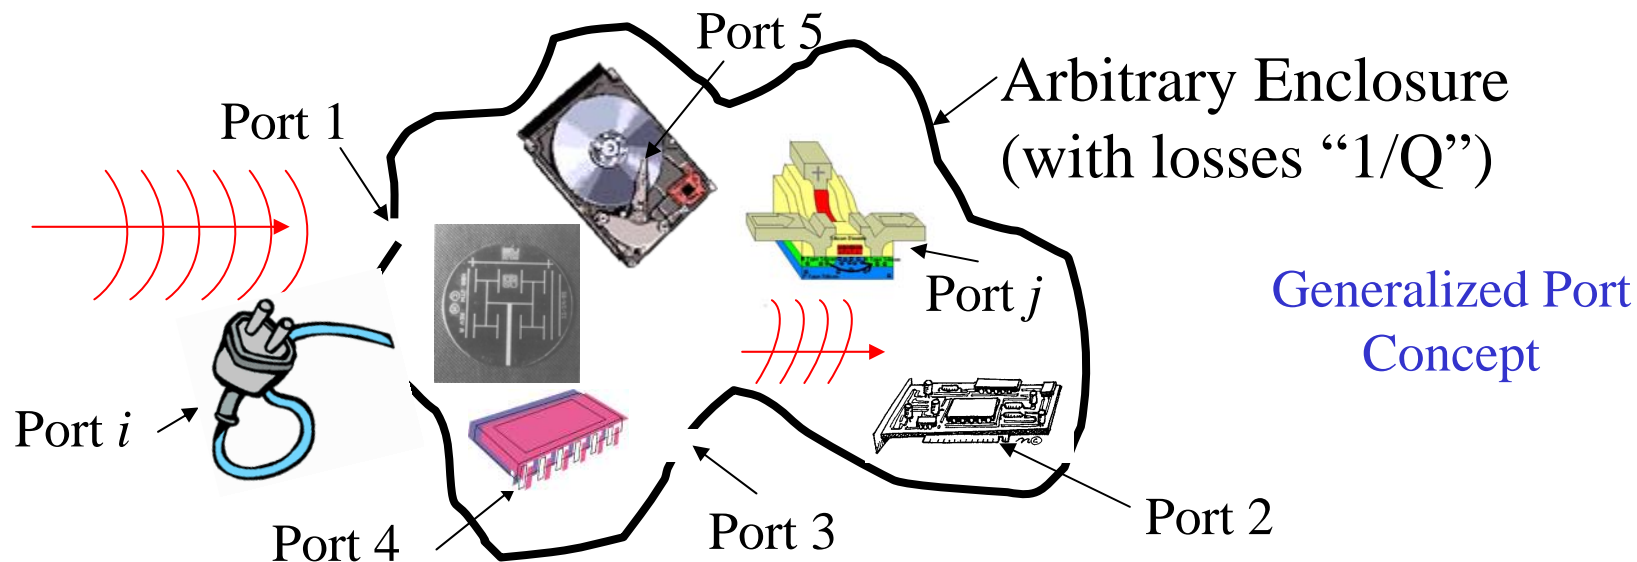 Port 5
Arbitrary Enclosure
(with losses “1/Q”)
Port 1
Port j
Generalized Port
Concept
Port i
Port 4
Port 3
Port 2